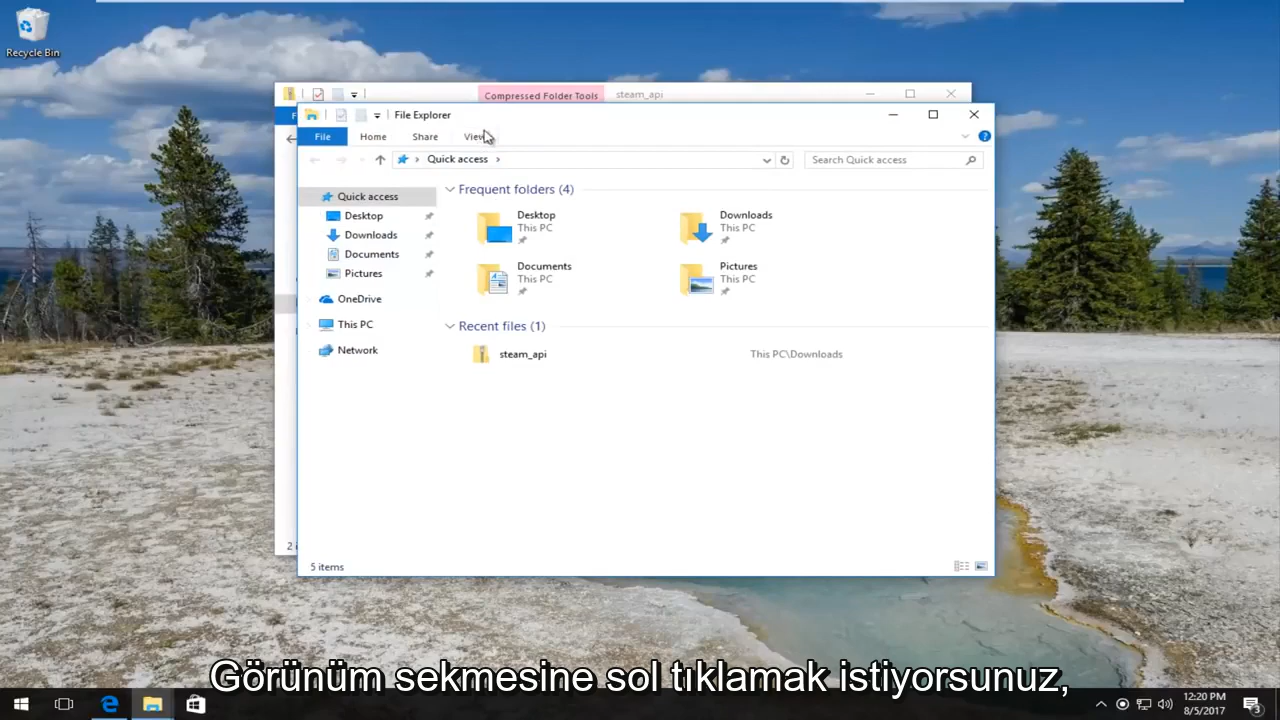 Recycle Bin
Compressed Folder Tools
steam_api
File Explorer
File
Home
Share
View
Quick access
Search Quick access
Quick access
Desktop
Downloads
Documents
Pictures
OneDrive
This PC
Network
Frequent folders (4)
Desktop
This PC
Downloads
This PC
Documents
This PC
Pictures
This PC
Recent files (1)
steam_api
This PC\Downloads
5 items
Görünüm sekmesine sol tıklamak istiyorsunuz,
12:20 PM
8/5/2017
3